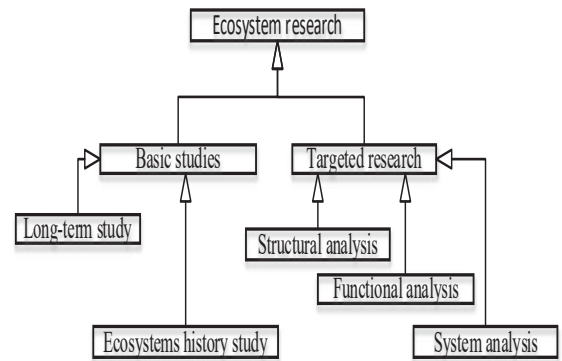 Ecosystem research
Basic studies
Targeted research
Long-term study
Structural analysis
Functional analysis
Ecosystems history study
System analysis